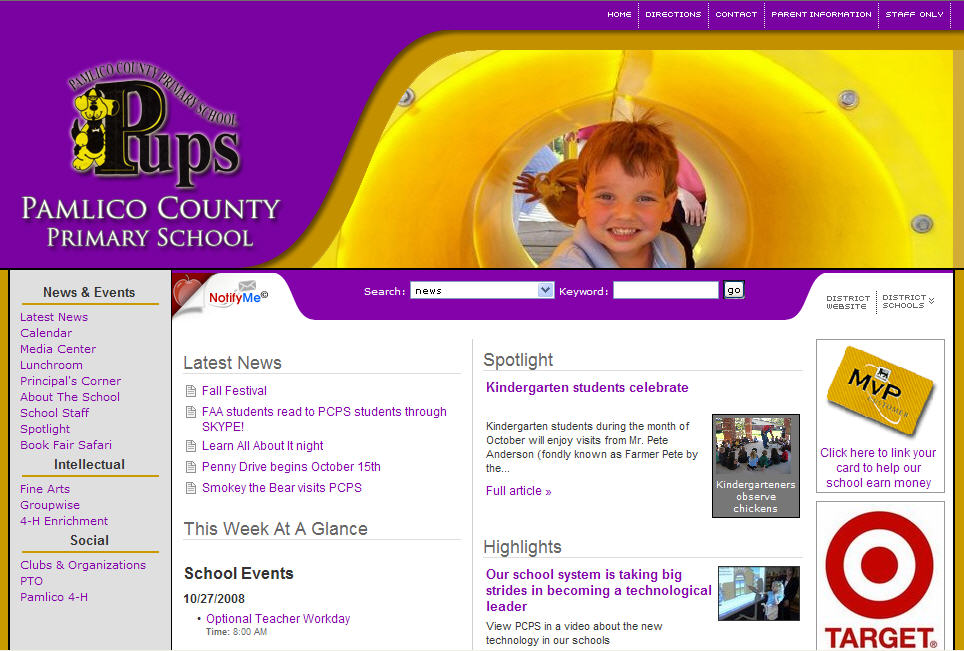 HOME
DIRECTIONS
CONTACT
PARENT INFORMATION
STAFF ONLY
PAMLICO COUNTY PRIMARY SCHOOL
Pups
PAMLICO COUNTY
PRIMARY SCHOOL
News & Events
Latest News
Calendar
Media Center
Lunchroom
Principal's Corner
About The School
School Staff
Spotlight
Book Fair Safari
Intellectual
Fine Arts
Groupwise
4-H Enrichment
Social
Clubs & Organizations
PTO
Pamlico 4-H
NotifyMe©
Search: news
Keyword:
go
DISTRICT
WEBSITE
DISTRICT
SCHOOLS
Latest News
Fall Festival
FAA students read to PCPS students through
SKYPE!
Learn All About It night
Penny Drive begins October 15th
Smokey the Bear visits PCPS
This Week At A Glance
School Events
10/27/2008
• Optional Teacher Workday
Time: 8:00 AM
Spotlight
Kindergarten students celebrate
Kindergarten students during the month of
October will enjoy visits from Mr. Pete
Anderson (fondly known as Farmer Pete by
the...
Full article »
Kindergarteners
observe
chickens
Highlights
Our school system is taking big
strides in becoming a technological
leader
View PCPS in a video about the new
technology in our schools
MVP
CUSTOMER
Click here to link your
card to help our
school earn money
TARGET®